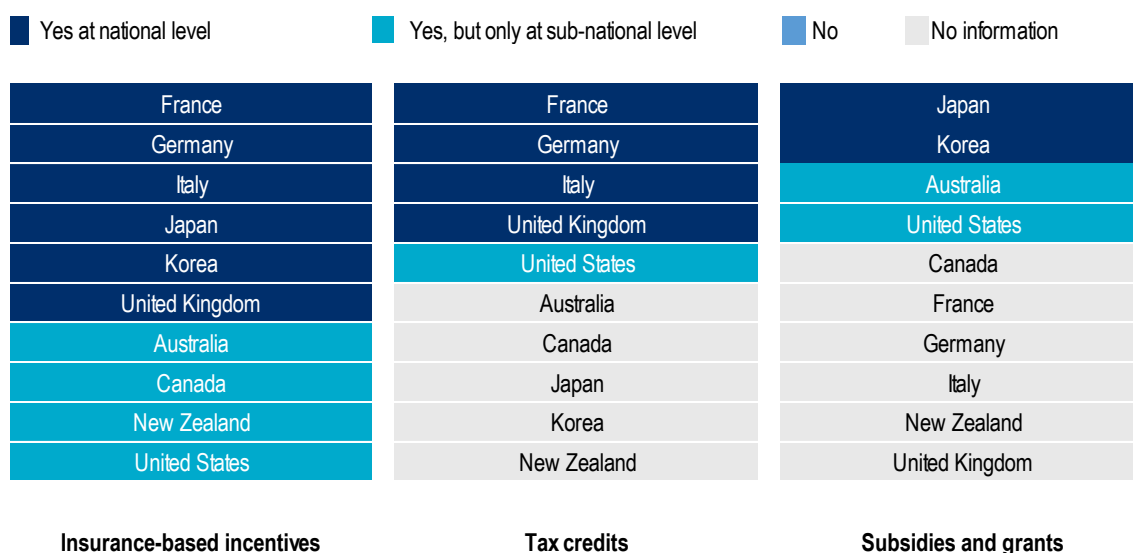 Yes at national level
Yes, but only at sub-national level
No
No information
France
Germany
Italy
Japan
Korea
United Kingdom
Australia
Canada
New Zealand
United States
Insurance-based incentives
France
Germany
Italy
United Kingdom
United States
Australia
Canada
Japan
Korea
New Zealand
Tax credits
Japan
Korea
Australia
United States
Canada
France
Germany
Italy
New Zealand
United Kingdom
Subsidies and grants